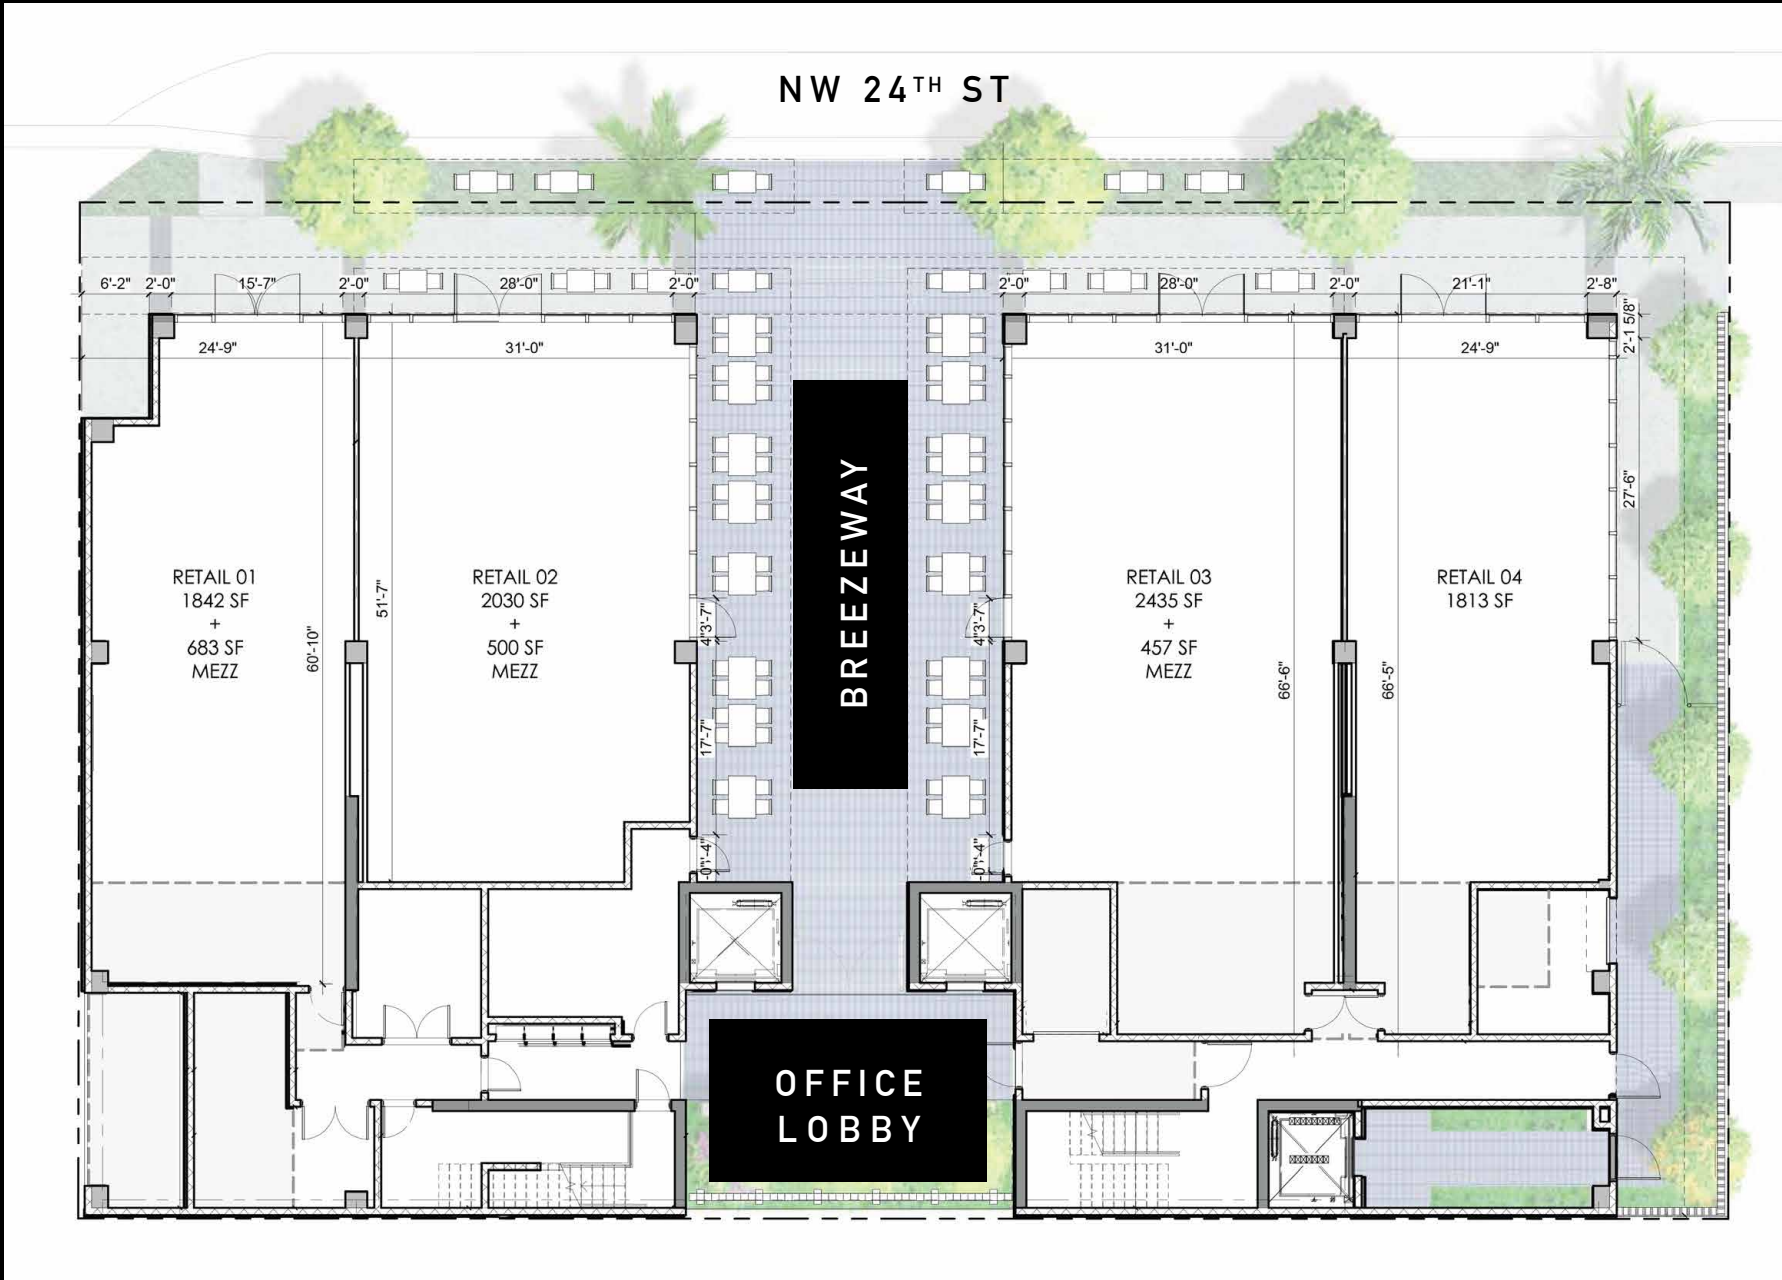 NW 24TH ST
6'-2" 2'-0" 15'-7" 2'-0" 28'-0" 2'-0" 2'-0" 28'-0" 2'-0" 21'-1" 2'-8"
2'-1 5/8"
24'-9" 31'-0" 31'-0" 24'-9"
27'-6"
RETAIL 01
1842 SF
+
683 SF
MEZZ
60'-10"
51'-7"
RETAIL 02
2030 SF
+
500 SF
MEZZ
3'-7"
17'-7"
BREEZEWAY
3'-7"
17'-7"
RETAIL 03
2435 SF
+
457 SF
MEZZ
66'-6"
66'-5"
RETAIL 04
1813 SF
OFFICE
LOBBY